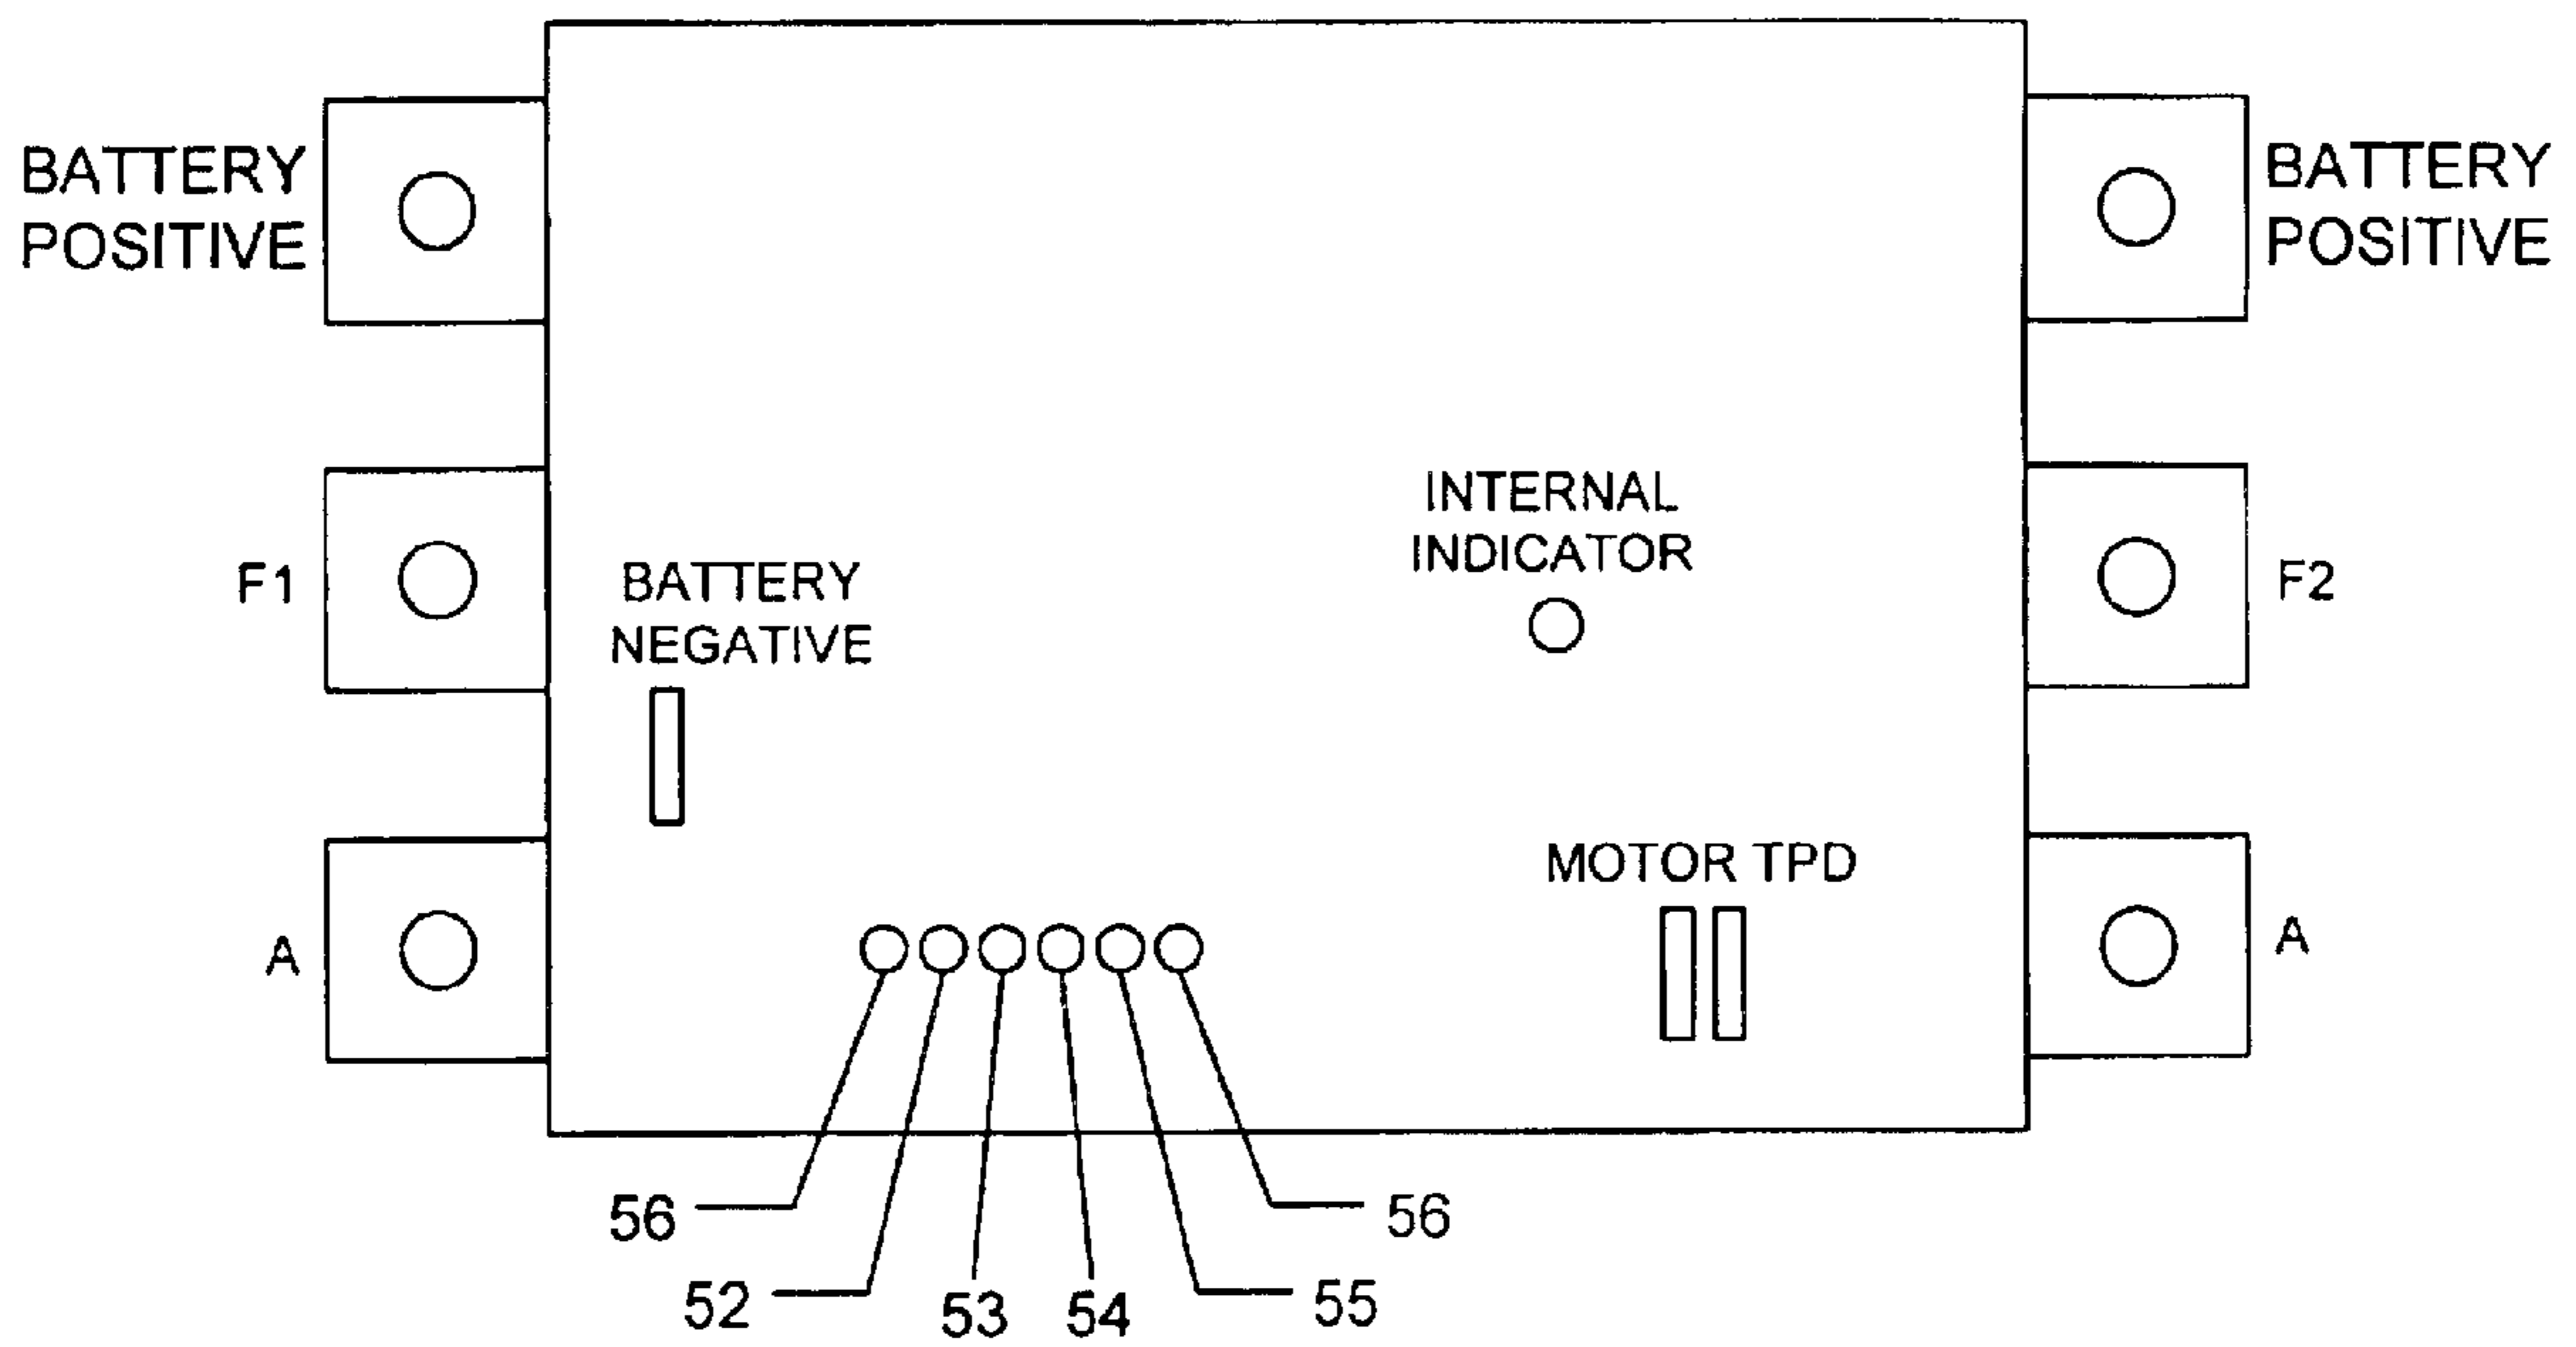 BATTERY
POSITIVE
BATTERY
POSITIVE
INTERNAL
INDICATOR
F1
BATTERY
NEGATIVE
F2
MOTOR TPD
A
A
56
56
52
53
54
55